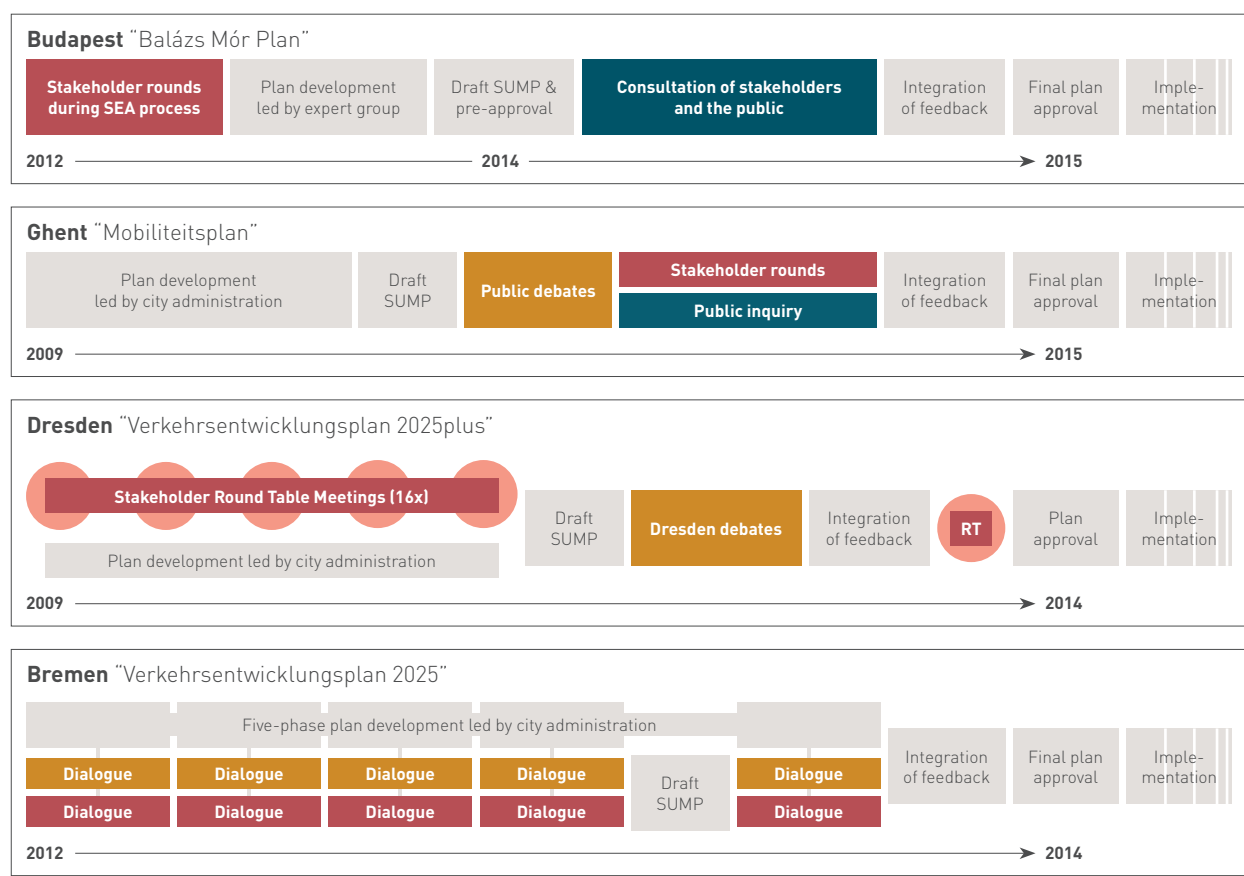 Budapest “Balázs Mór Plan”
Stakeholder rounds
during SEA process
Plan development
led by expert group
Draft SUMP &
pre-approval
Consultation of stakeholders
and the public
Integration
of feedback
Final plan
approval
Imple-
mentation
2012
2014
2015
Ghent “Mobiliteitsplan”
Plan development
led by city administration
Draft
SUMP
Public debates
Stakeholder rounds
Public inquiry
Integration
of feedback
Final plan
approval
Imple-
mentation
2009
2015
Dresden “Verkehrsentwicklungsplan 2025plus”
Stakeholder Round Table Meetings (16x)
Plan development led by city administration
Draft
SUMP
Dresden debates
Integration
of feedback
RT
Plan
approval
Imple-
mentation
2009
2014
Bremen “Verkehrsentwicklungsplan 2025”
Five-phase plan development led by city administration
Dialogue
Dialogue
Dialogue
Dialogue
Dialogue
Dialogue
Dialogue
Dialogue
Draft
SUMP
Dialogue
Dialogue
Integration
of feedback
Final plan
approval
Imple-
mentation
2012
2014